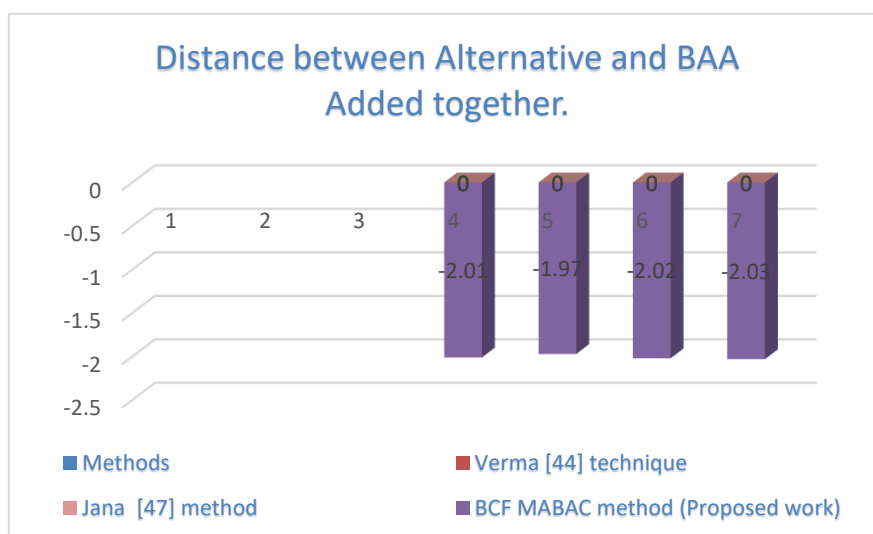 Distance between Alternative and BAA
Added together.
0
-0.5
-1
-1.5
-2
-2.5
1 2 3 4 5 6 7
0 0 0 0
-2.01 -1.97 -2.02 -2.03
Methods
Verma [44] technique
Jana [47] method
BCF MABAC method (Proposed work)